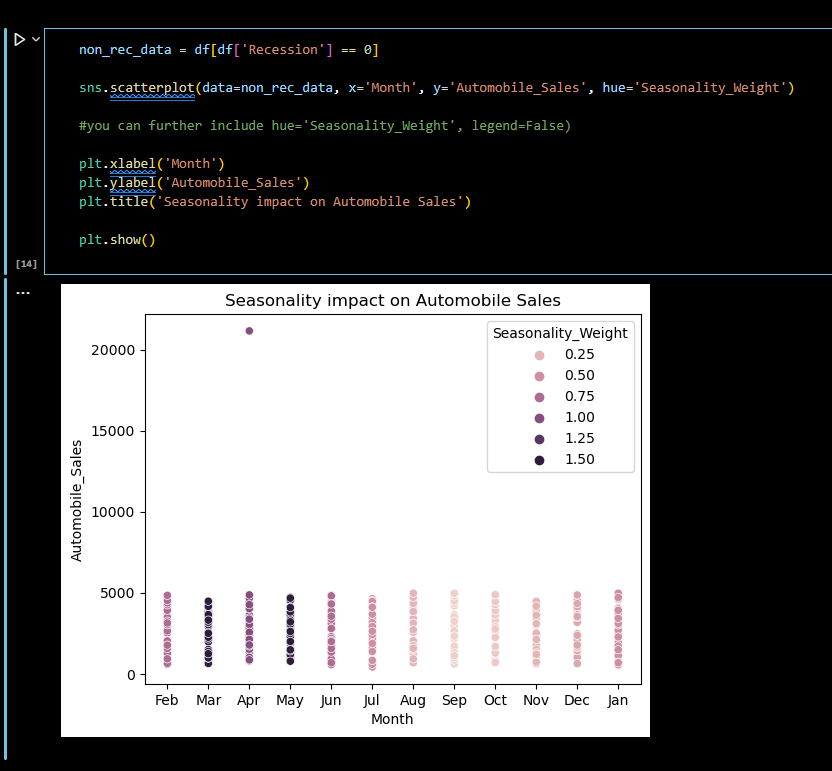 non_rec_data = df[df['Recession'] == 0]
sns.scatterplot(data=non_rec_data, x='Month', y='Automobile_Sales', hue='Seasonality_Weight')
#you can further include hue='Seasonality_Weight', legend=False)
plt.xlabel('Month')
plt.ylabel('Automobile_Sales')
plt.title('Seasonality impact on Automobile Sales')
plt.show()
[14]
...
Seasonality impact on Automobile Sales
Seasonality_Weight
0.25
0.50
0.75
1.00
1.25
1.50
20000
15000
10000
5000
0
Automobile_Sales
Feb Mar Apr May Jun Jul Aug Sep Oct Nov Dec Jan
Month